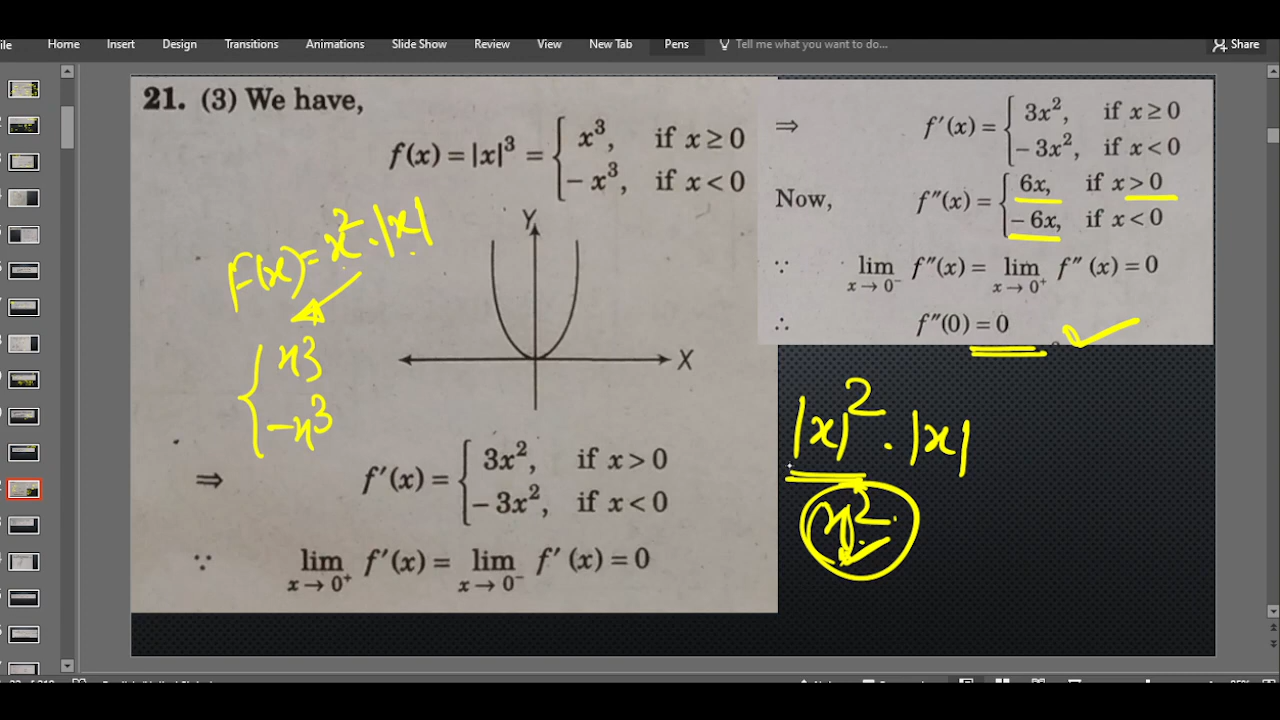 File Home Insert Design Transitions Animations Slide Show Review View New Tab Pens Tell me what you want to do... Share
21. (3) We have,
f(x) = |x|³ = { x³, if x ≥ 0
− x³, if x < 0
Y
f(x) = x² . |x|
{ x3
−x3
X
⇒ f′(x) = { 3x², if x > 0
− 3x², if x < 0
∵ lim x → 0⁺ f′(x) = lim x → 0⁻ f′ (x) = 0
⇒ f′(x) = { 3x², if x ≥ 0
− 3x², if x < 0
Now, f″(x) = { 6x, if x > 0
− 6x, if x < 0
∵ lim x → 0⁻ f″(x) = lim x → 0⁺ f″ (x) = 0
∴ f″(0) = 0
|x|² . |x|
x²